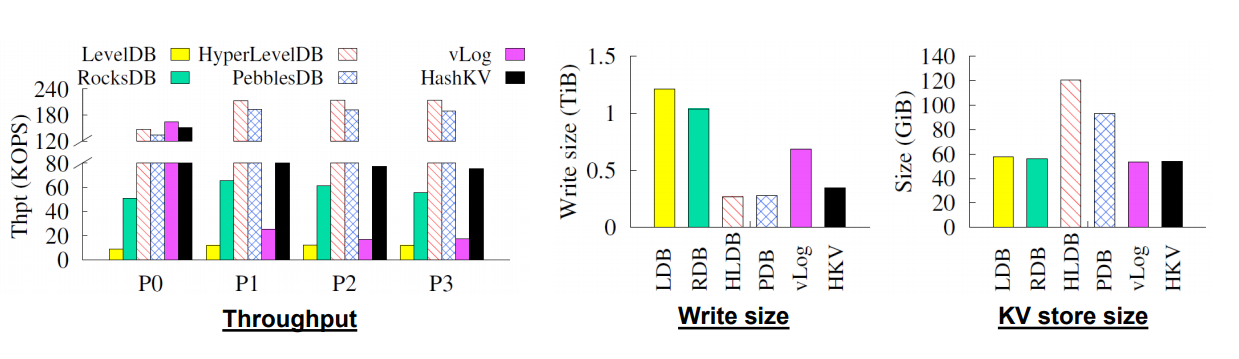 LevelDB HyperLevelDB vLog
RocksDB PebblesDB HashKV
Thpt (KOPS)
240
180
120
80
60
40
20
0
P0 P1 P2 P3
Throughput
Write size (TiB)
1.5
1
0.5
0
LDB
RDB
HLDB
PDB
vLog
HKV
Write size
Size (GiB)
140
120
100
80
60
40
20
0
LDB
RDB
HLDB
PDB
vLog
HKV
KV store size